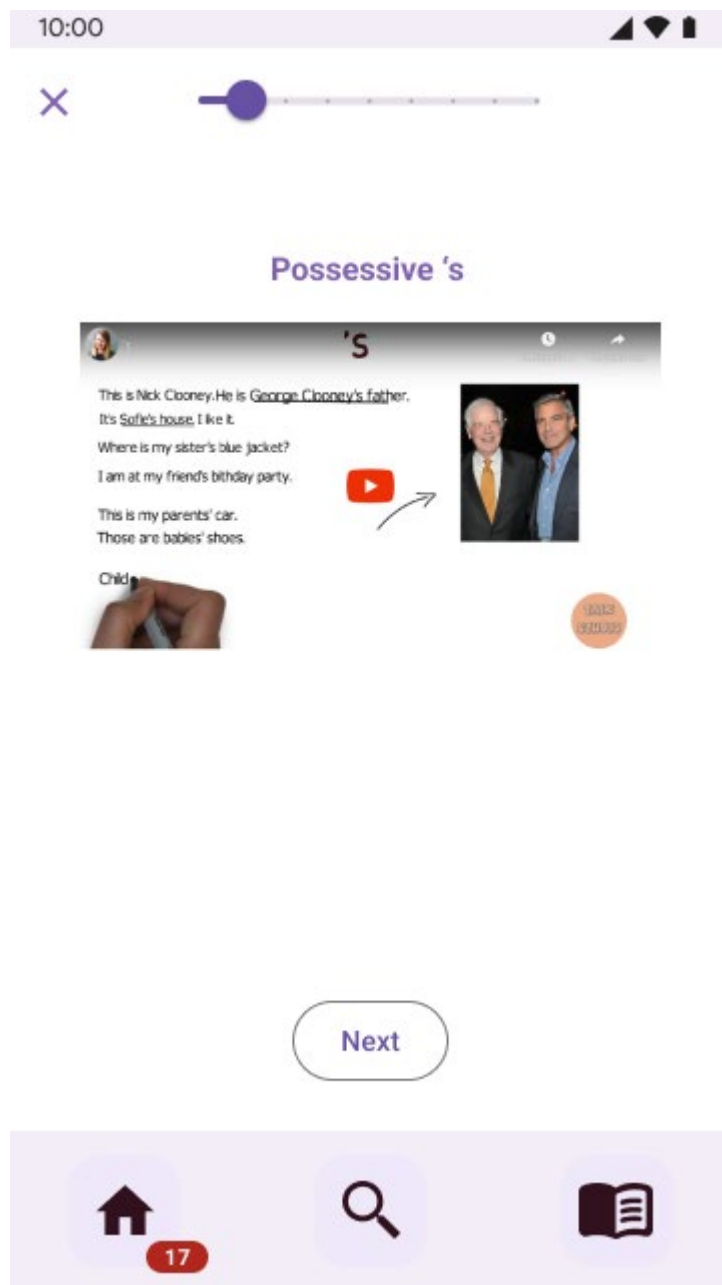 10:00
Possessive ‘s
'S
This is Nick Clooney.He is George Clooney's father.
It's Sofie's house. I like it.
Where is my sister's blue jacket?
I am at my friend's bithday party.
This is my parents' car.
Those are babies' shoes.
Child
TALK
STUDIO
Next
17